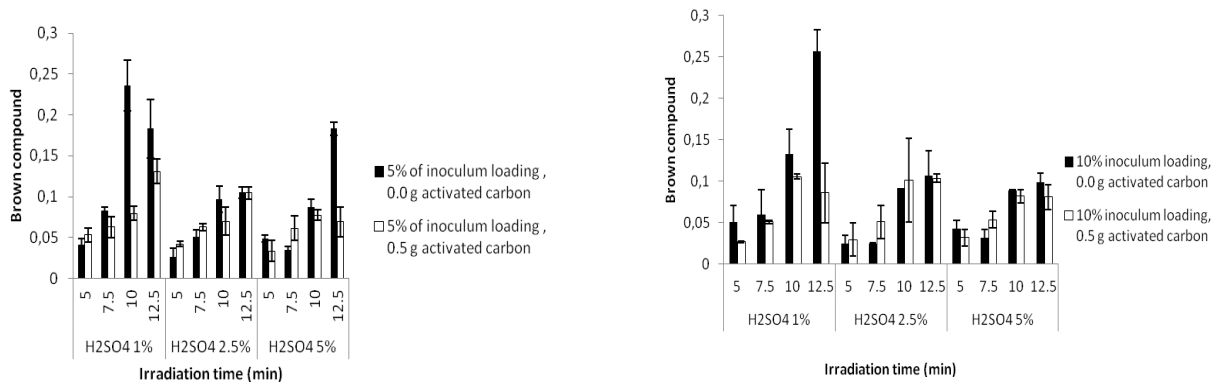 0,3
0,25
0,2
0,15
0,1
0,05
0
Brown compound
5 7.5 10 12.5 5 7.5 10 12.5 5 7.5 10 12.5
H2SO4 1% H2SO4 2.5% H2SO4 5%
Irradiation time (min)
5% of inoculum loading ,
0.0 g activated carbon
5% of inoculum loading ,
0.5 g activated carbon
0,3
0,25
0,2
0,15
0,1
0,05
0
Brown compound
5 7.5 10 12.5 5 7.5 10 12.5 5 7.5 10 12.5
H2SO4 1% H2SO4 2.5% H2SO4 5%
Irradiation time (min)
10% inoculum loading,
0.0 g activated carbon
10% inoculum loading,
0.5 g activated carbon